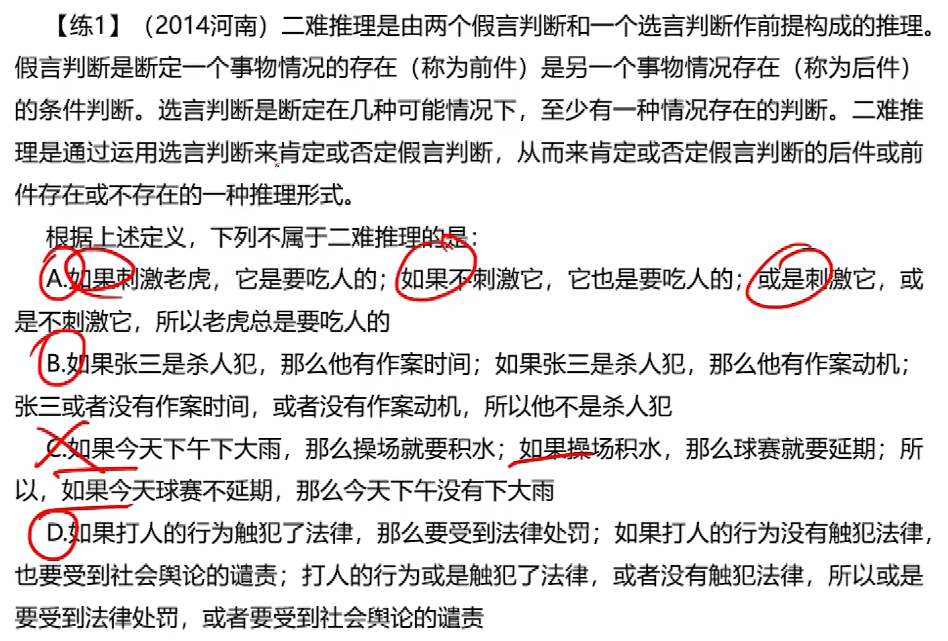 【练1】（2014河南）二难推理是由两个假言判断和一个选言判断作前提构成的推理。
假言判断是断定一个事物情况的存在（称为前件）是另一个事物情况存在（称为后件）
的条件判断。选言判断是断定在几种可能情况下，至少有一种情况存在的判断。二难推
理是通过运用选言判断来肯定或否定假言判断，从而来肯定或否定假言判断的后件或前
件存在或不存在的一种推理形式。
根据上述定义，下列不属于二难推理的是：
A.如果刺激老虎，它是要吃人的；如果不刺激它，它也是要吃人的；或是刺激它，或
是不刺激它，所以老虎总是要吃人的
B.如果张三是杀人犯，那么他有作案时间；如果张三是杀人犯，那么他有作案动机；
张三或者没有作案时间，或者没有作案动机，所以他不是杀人犯
C.如果今天下午下大雨，那么操场就要积水；如果操场积水，那么球赛就要延期；所
以，如果今天球赛不延期，那么今天下午没有下大雨
D.如果打人的行为触犯了法律，那么要受到法律处罚；如果打人的行为没有触犯法律，
也要受到社会舆论的谴责；打人的行为或是触犯了法律，或者没有触犯法律，所以或是
要受到法律处罚，或者要受到社会舆论的谴责